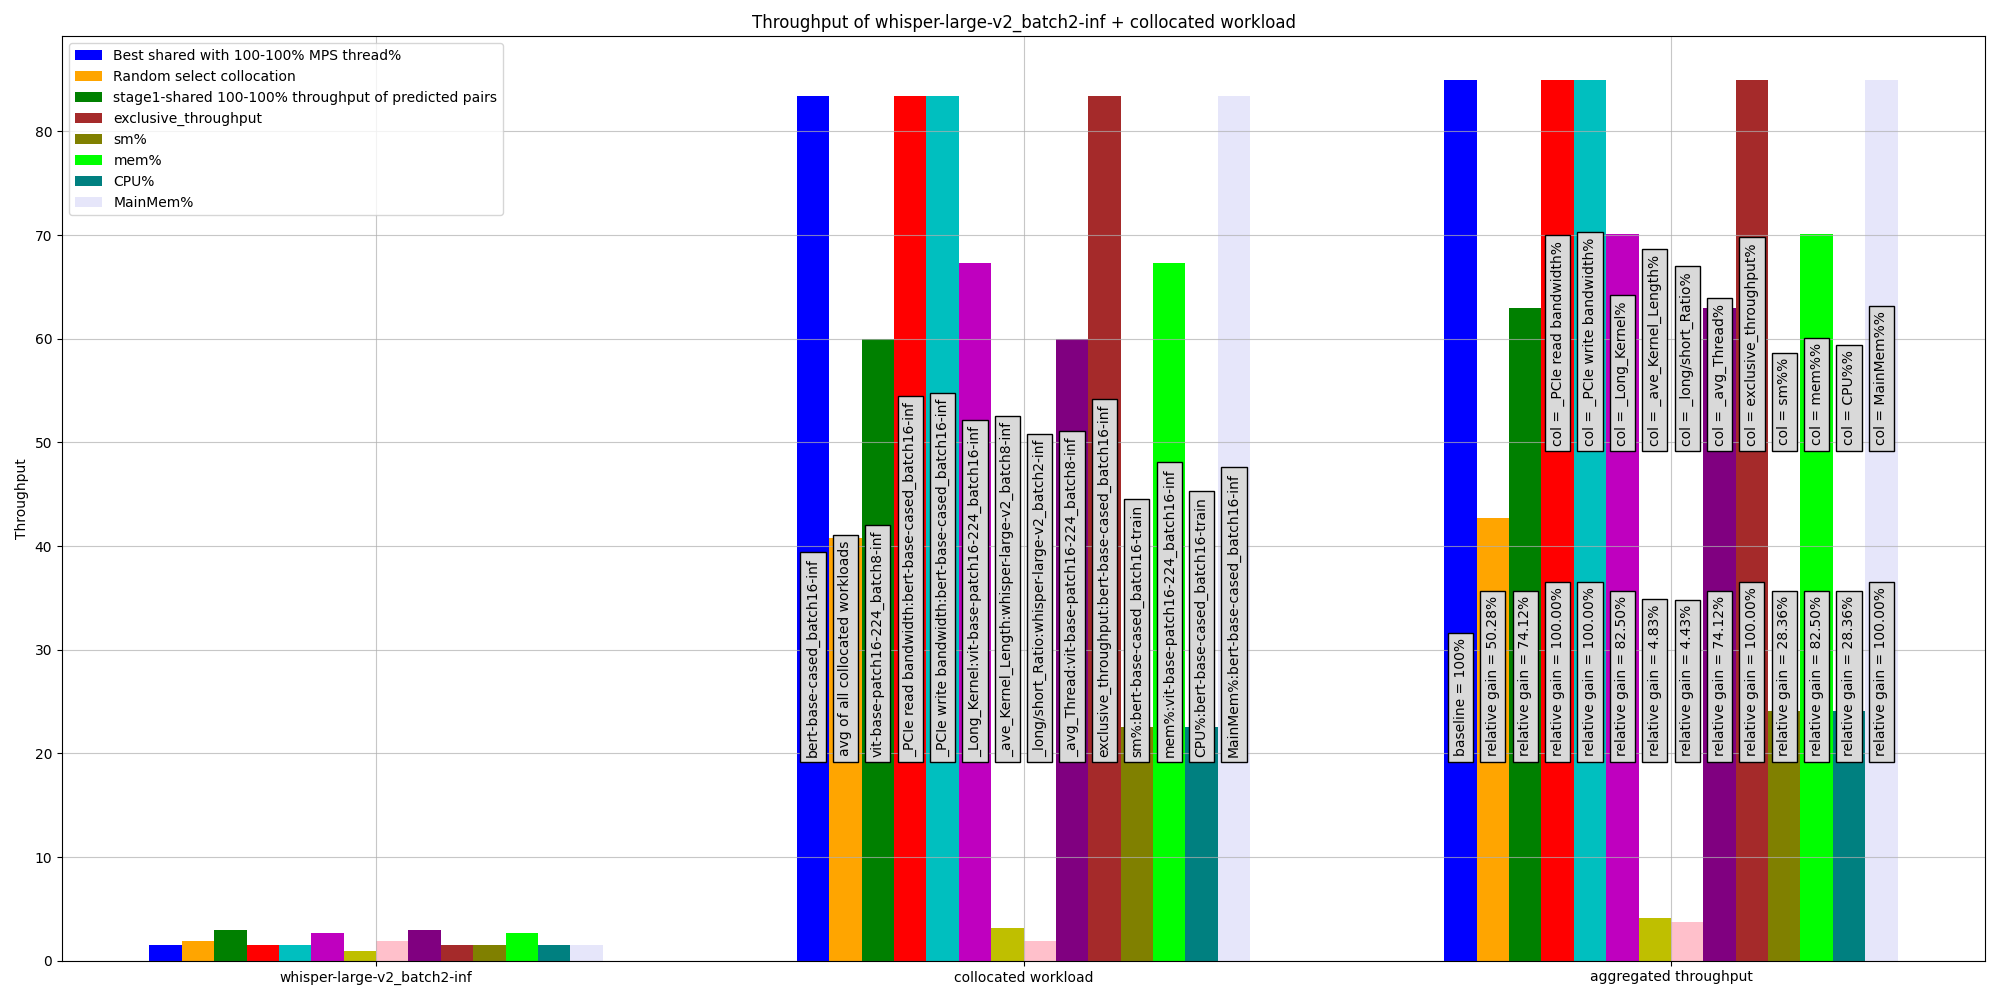 Throughput of whisper-large-v2_batch2-inf + collocated workload
Best shared with 100-100% MPS thread%
Random select collocation
stage1-shared 100-100% throughput of predicted pairs
exclusive_throughput
sm%
mem%
CPU%
MainMem%
Throughput
80
70
60
50
40
30
20
10
0
bert-base-cased_batch16-inf
avg of all collocated workloads
vit-base-patch16-224_batch8-inf
_PCIe read bandwidth:bert-base-cased_batch16-inf
_PCIe write bandwidth:bert-base-cased_batch16-inf
_Long_Kernel:vit-base-patch16-224_batch16-inf
_ave_Kernel_Length:whisper-large-v2_batch8-inf
_long/short_Ratio:whisper-large-v2_batch2-inf
_avg_Thread:vit-base-patch16-224_batch8-inf
exclusive_throughput:bert-base-cased_batch16-inf
sm%:bert-base-cased_batch16-train
mem%:vit-base-patch16-224_batch16-inf
CPU%:bert-base-cased_batch16-train
MainMem%:bert-base-cased_batch16-inf
col = _PCIe read bandwidth%
col = _PCIe write bandwidth%
col = _Long_Kernel%
col = _ave_Kernel_Length%
col = _long/short_Ratio%
col = _avg_Thread%
col = exclusive_throughput%
col = sm%%
col = mem%%
col = CPU%%
col = MainMem%%
baseline = 100%
relative gain = 50.28%
relative gain = 74.12%
relative gain = 100.00%
relative gain = 100.00%
relative gain = 82.50%
relative gain = 4.83%
relative gain = 4.43%
relative gain = 74.12%
relative gain = 100.00%
relative gain = 28.36%
relative gain = 82.50%
relative gain = 28.36%
relative gain = 100.00%
whisper-large-v2_batch2-inf
collocated workload
aggregated throughput